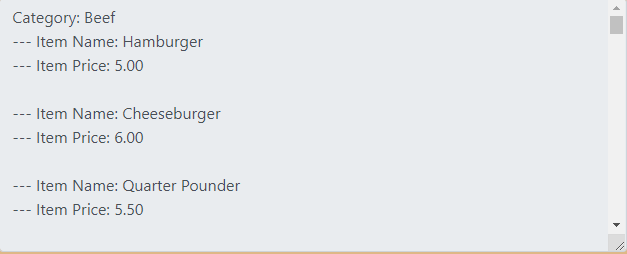 Category: Beef
--- Item Name: Hamburger
--- Item Price: 5.00
--- Item Name: Cheeseburger
--- Item Price: 6.00
--- Item Name: Quarter Pounder
--- Item Price: 5.50